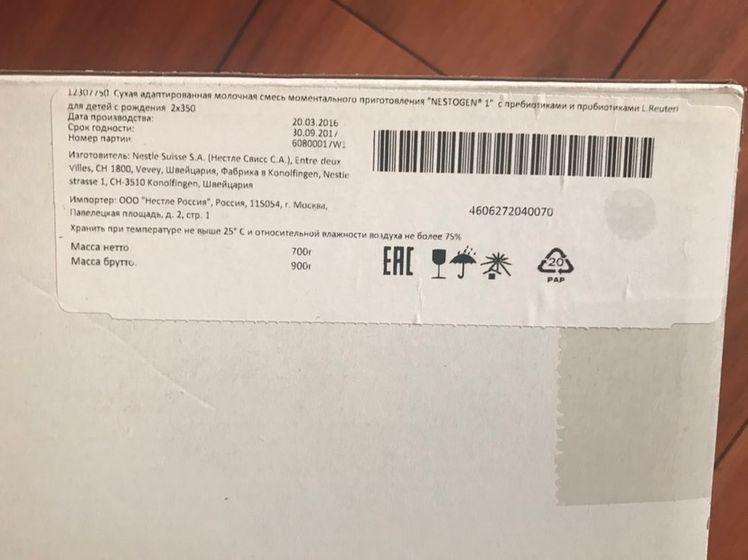 12307750 Сухая адаптированная молочная смесь моментального приготовления "NESTOGEN® 1" с пребиотиками и пробиотиками L.Reuteri
для детей с рождения 2х350
Дата производства: 20.03.2016
Срок годности: 30.09.2017
Номер партии: 60800017W1
Изготовитель: Nestle Suisse S.A. (Нестле Свисс С.А.), Entre deux
Villes, CH 1800, Vevey, Швейцария, Фабрика в Konolfingen, Nestle
strasse 1, CH-3510 Konolfingen, Швейцария
Импортер: ООО "Нестле Россия", Россия, 115054, г. Москва,
Павелецкая площадь, д. 2, стр. 1
4606272040070
Хранить при температуре не выше 25° С и относительной влажности воздуха не более 75%
Масса нетто 700г
Масса брутто. 900г
EAC
20
PAP